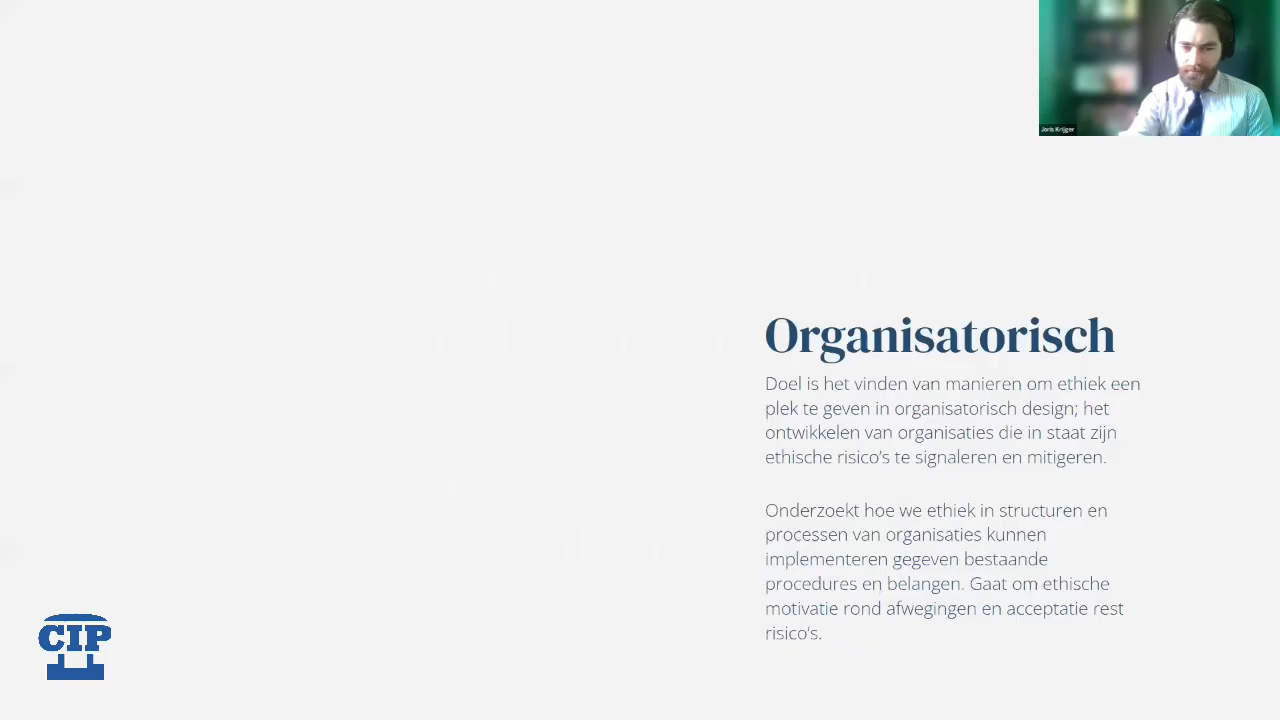 Joris Krijger
Organisatorisch
Doel is het vinden van manieren om ethiek een
plek te geven in organisatorisch design; het
ontwikkelen van organisaties die in staat zijn
ethische risico's te signaleren en mitigeren.
Onderzoekt hoe we ethiek in structuren en
processen van organisaties kunnen
implementeren gegeven bestaande
procedures en belangen. Gaat om ethische
motivatie rond afwegingen en acceptatie rest
risico's.
CIP